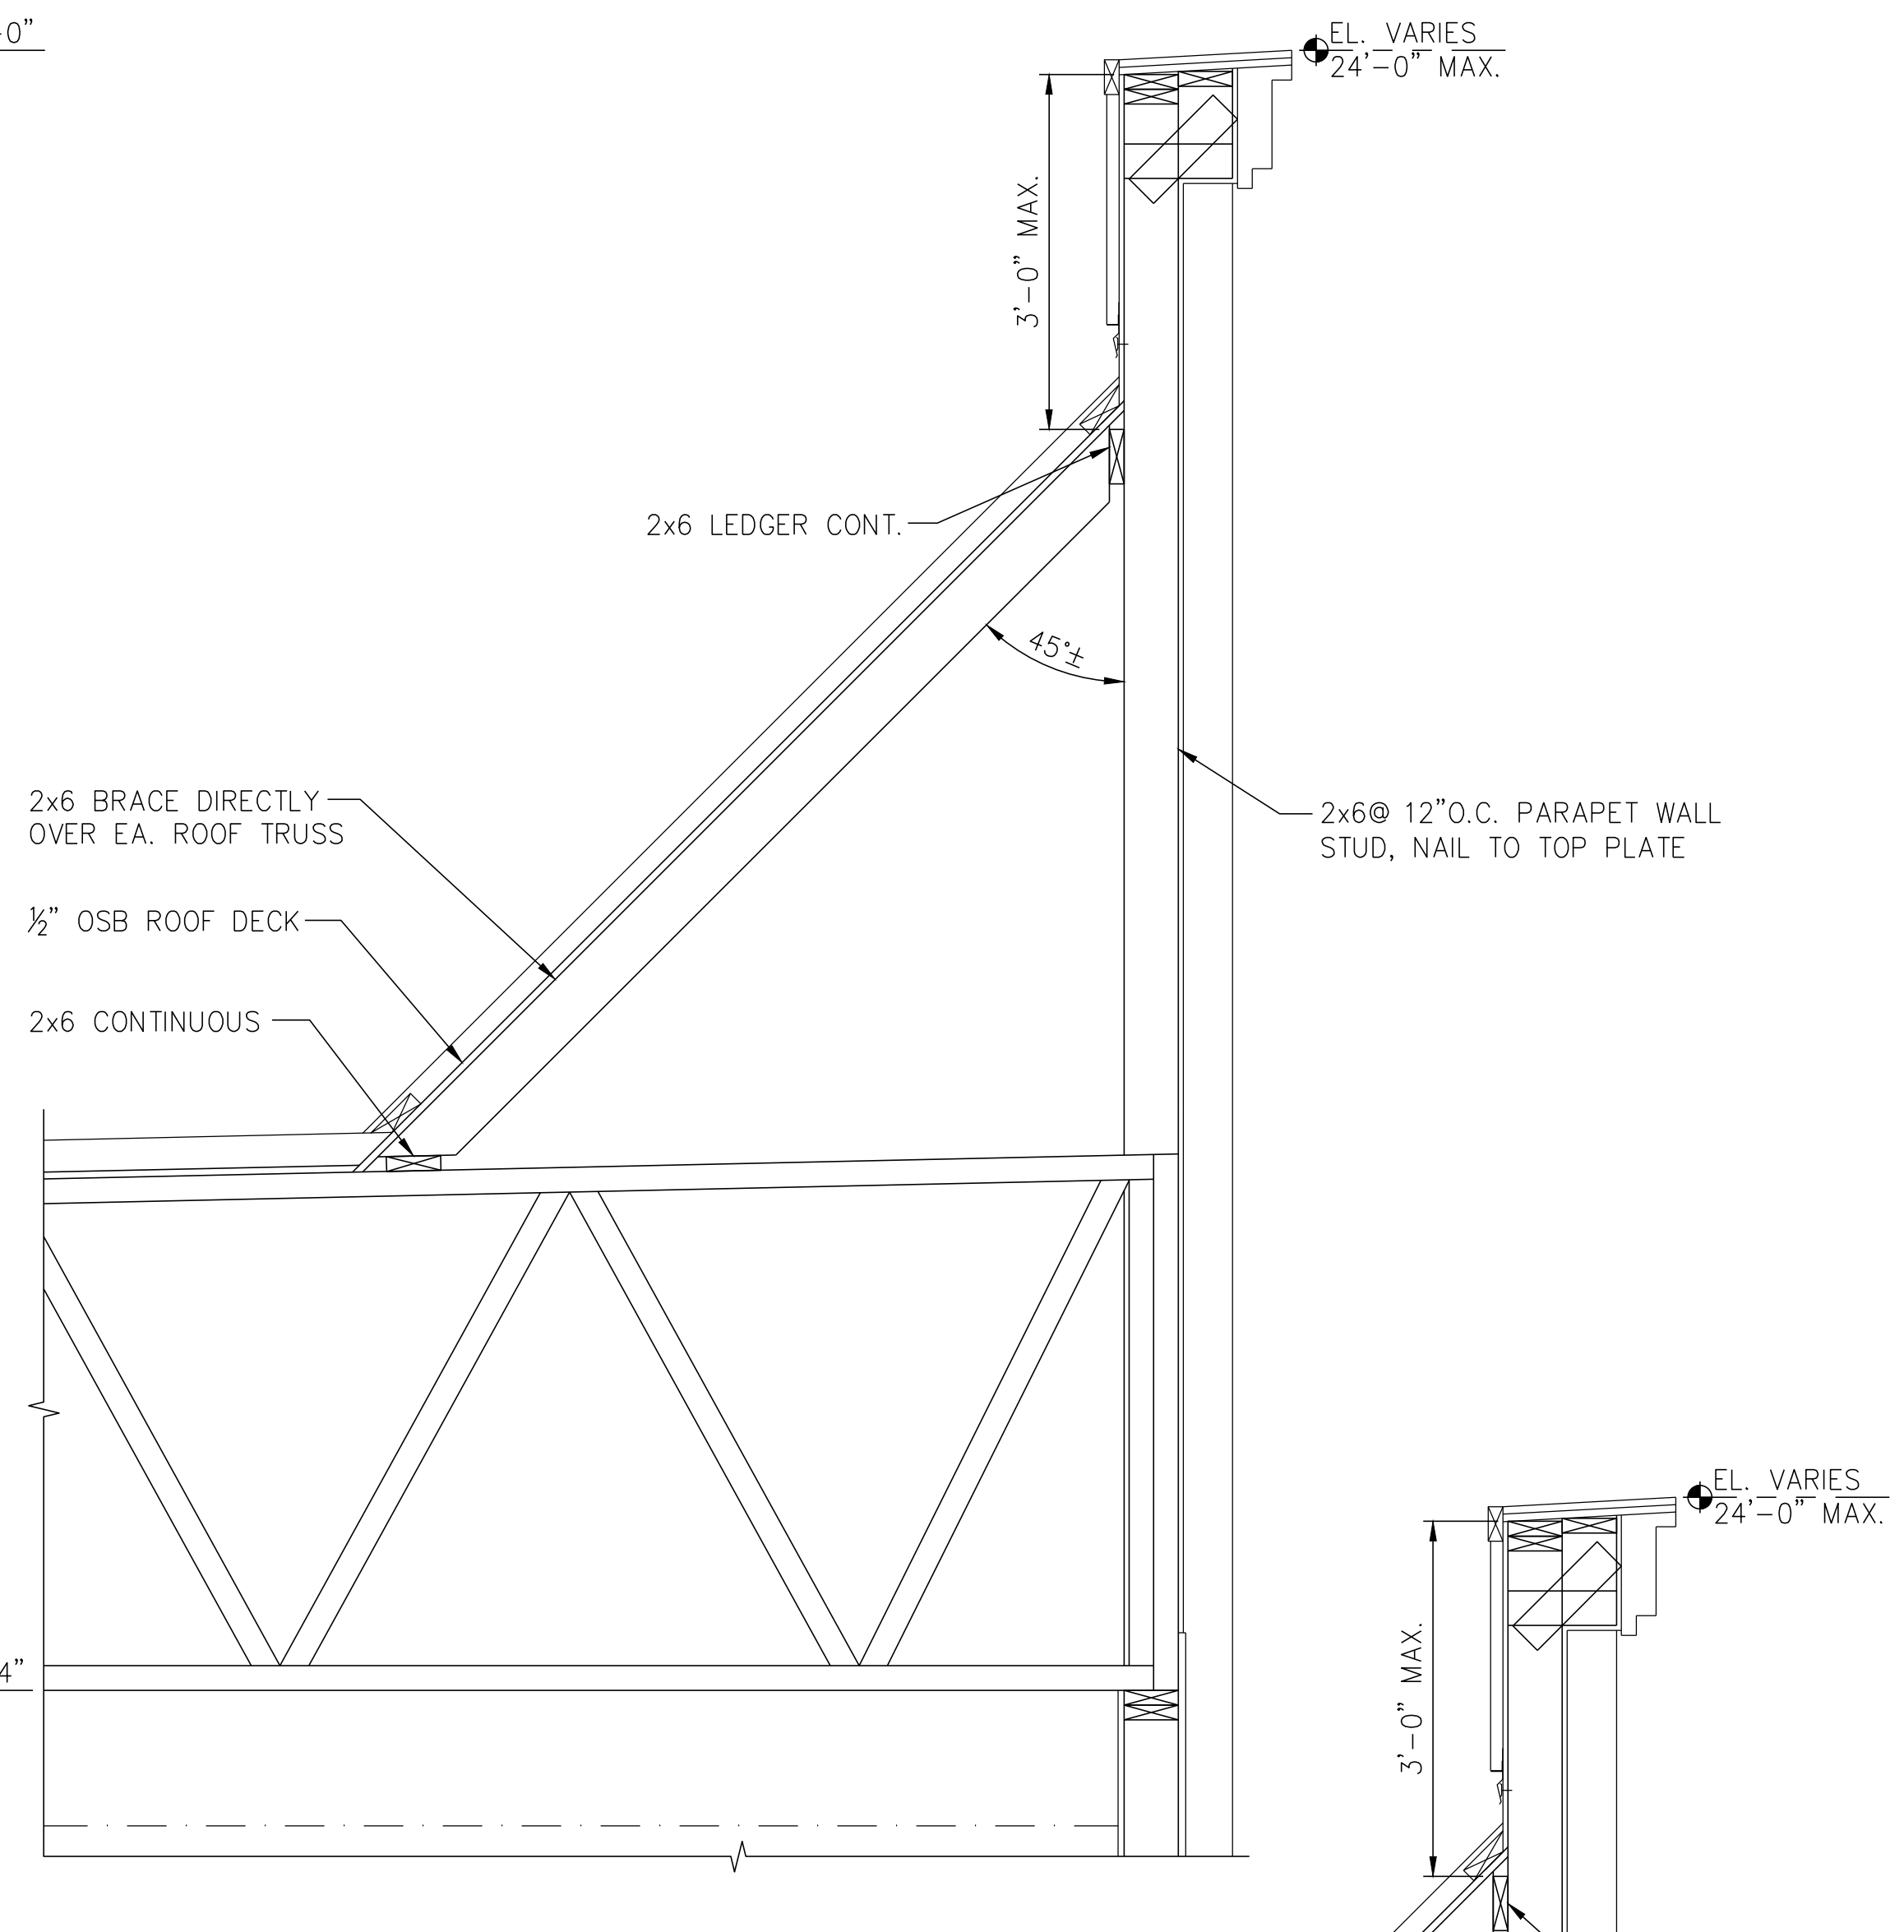 -0"
EL. VARIES
24'-0" MAX.
3'-0" MAX.
2x6 LEDGER CONT.
45°±
2x6 BRACE DIRECTLY
OVER EA. ROOF TRUSS
2x6@ 12"O.C. PARAPET WALL
STUD, NAIL TO TOP PLATE
½" OSB ROOF DECK
2x6 CONTINUOUS
EL. VARIES
24'-0" MAX.
3'-0" MAX.
4"